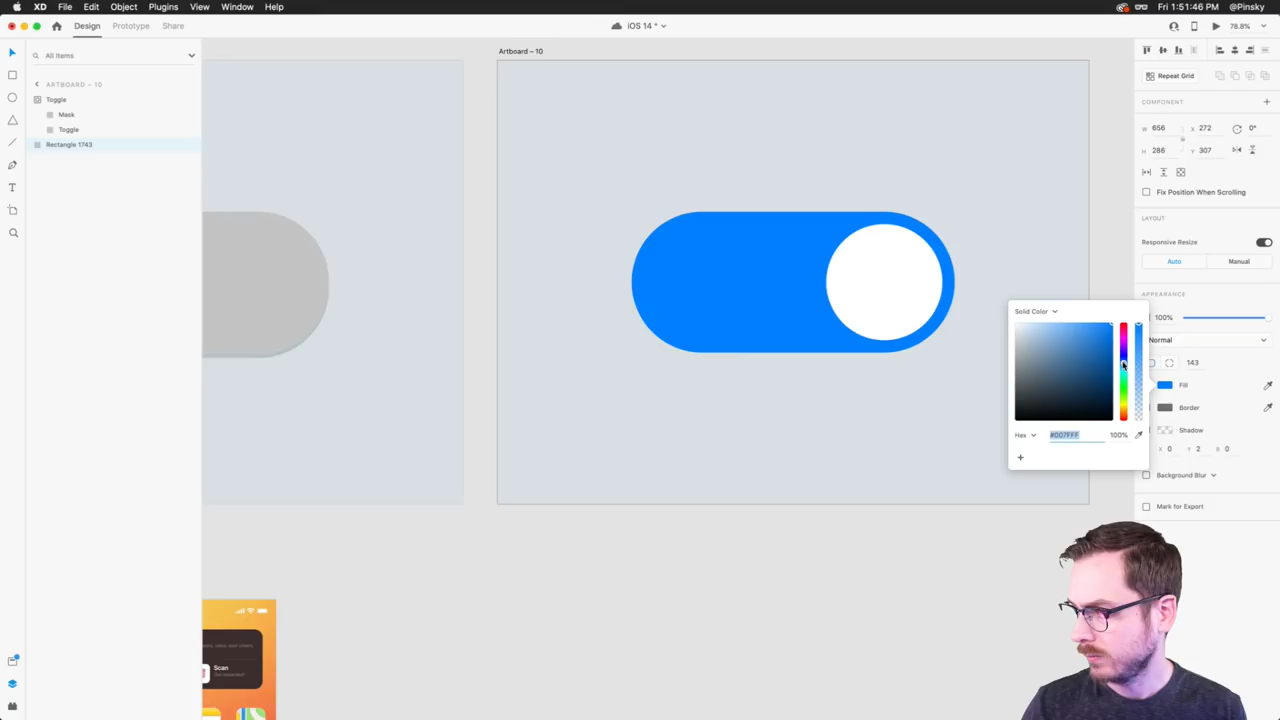 XD File Edit Object Plugins View Window Help
Mon 1:51:46 PM @Pinsky
Design Prototype Share
iOS 14 *
78.8%
All Items
ARTBOARD – 10
Toggle
Mask
Toggle
Rectangle 1743
Artboard – 10
Scan
Repeat Grid
COMPONENT
W 656 X 272 0°
H 286 Y 307
Fix Position When Scrolling
LAYOUT
Responsive Resize
Auto Manual
APPEARANCE
100%
Normal
143
Fill
Border
Shadow
X 0 Y 2 B 0
Background Blur
Mark for Export
Solid Color
Hex #007FFF 100%